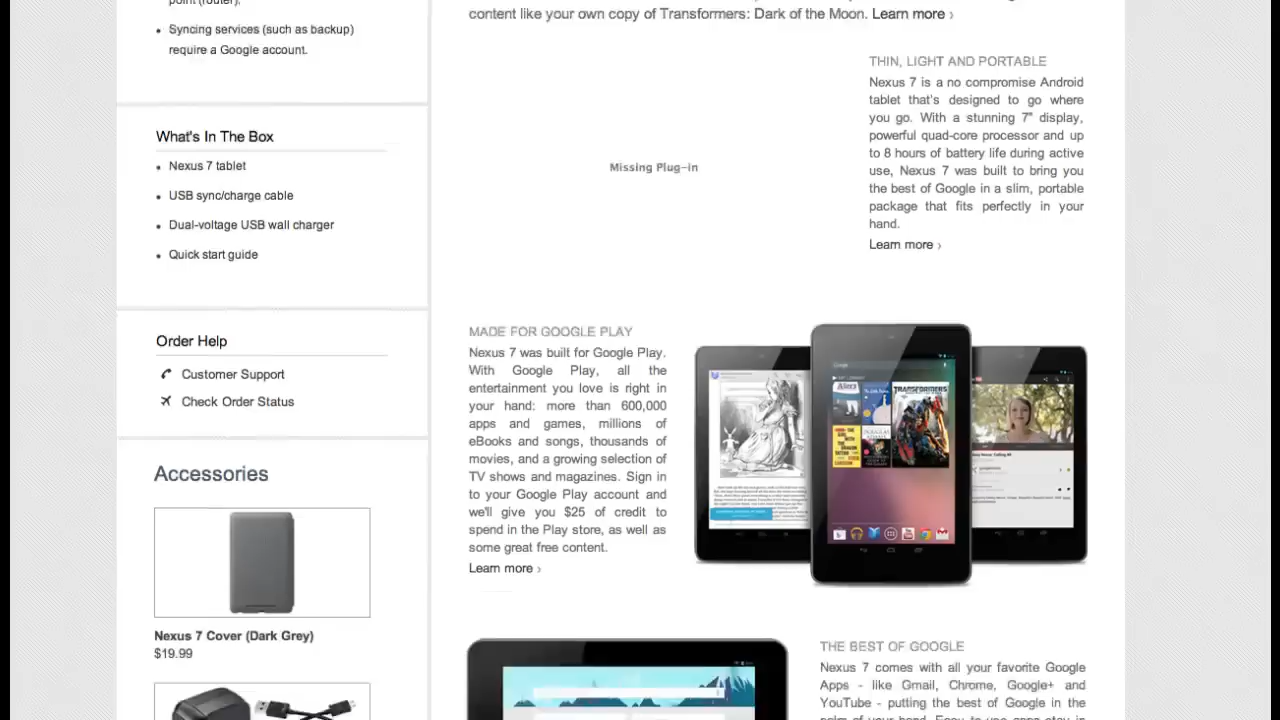 point (router).
Syncing services (such as backup)
require a Google account.
What's In The Box
Nexus 7 tablet
USB sync/charge cable
Dual-voltage USB wall charger
Quick start guide
Order Help
Customer Support
Check Order Status
Accessories
Nexus 7 Cover (Dark Grey)
$19.99
content like your own copy of Transformers: Dark of the Moon. Learn more ›
Missing Plug-in
THIN, LIGHT AND PORTABLE
Nexus 7 is a no compromise Android
tablet that's designed to go where
you go. With a stunning 7" display,
powerful quad-core processor and up
to 8 hours of battery life during active
use, Nexus 7 was built to bring you
the best of Google in a slim, portable
package that fits perfectly in your
hand.
Learn more ›
MADE FOR GOOGLE PLAY
Nexus 7 was built for Google Play.
With Google Play, all the
entertainment you love is right in
your hand: more than 600,000
apps and games, millions of
eBooks and songs, thousands of
movies, and a growing selection of
TV shows and magazines. Sign in
to your Google Play account and
we'll give you $25 of credit to
spend in the Play store, as well as
some great free content.
Learn more ›
TRANSFORMERS
THE BEST OF GOOGLE
Nexus 7 comes with all your favorite Google
Apps - like Gmail, Chrome, Google+ and
YouTube - putting the best of Google in the
palm of your hand. Easy to use apps stay in